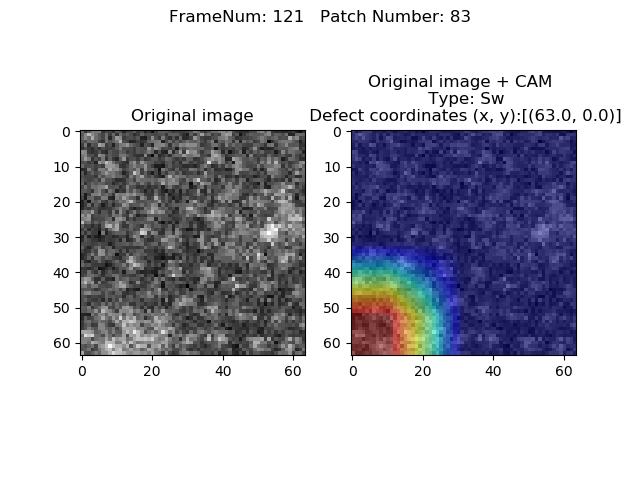 FrameNum: 121   Patch Number: 83
Original image
0
10
20
30
40
50
60
0 20 40 60
Original image + CAM
Type: Sw
Defect coordinates (x, y):[(63.0, 0.0)]
0
10
20
30
40
50
60
0 20 40 60